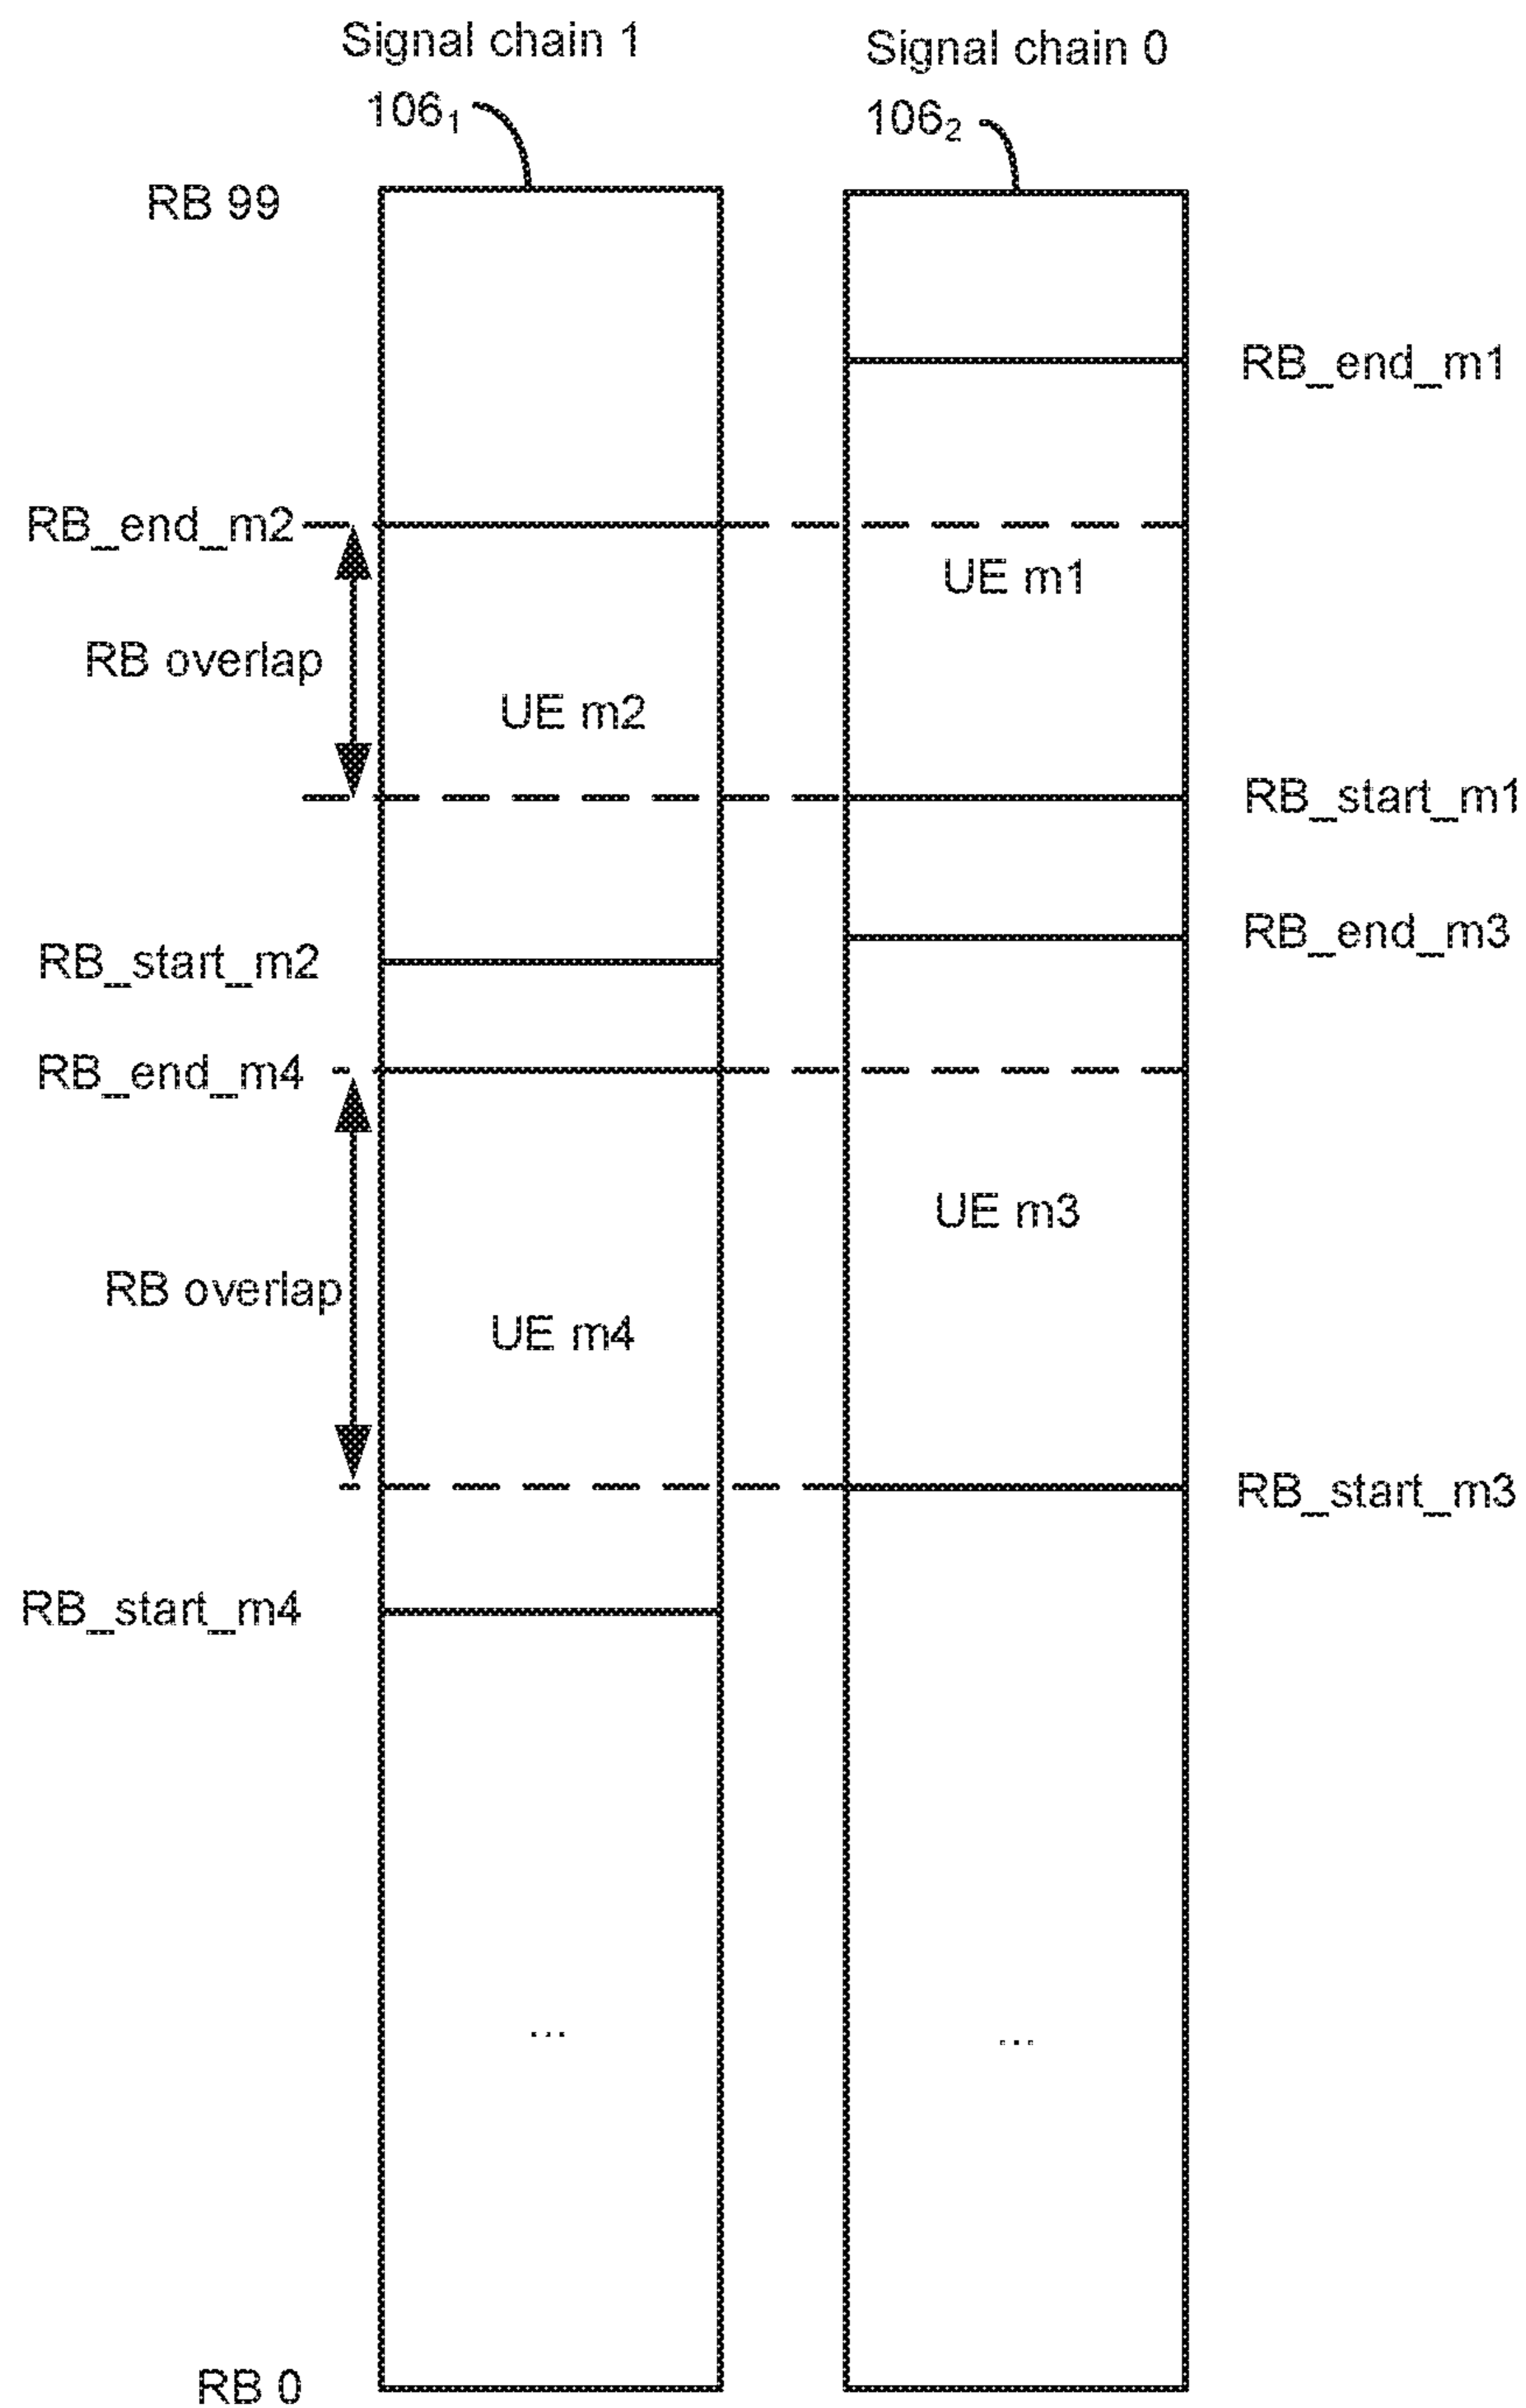 Signal chain 1
106₁
Signal chain 0
106₂
RB 99
RB_end_m1
RB_end_m2
UE m1
RB overlap
UE m2
RB_start_m1
RB_end_m3
RB_start_m2
RB_end_m4
UE m3
RB overlap
UE m4
RB_start_m3
RB_start_m4
...
...
RB 0